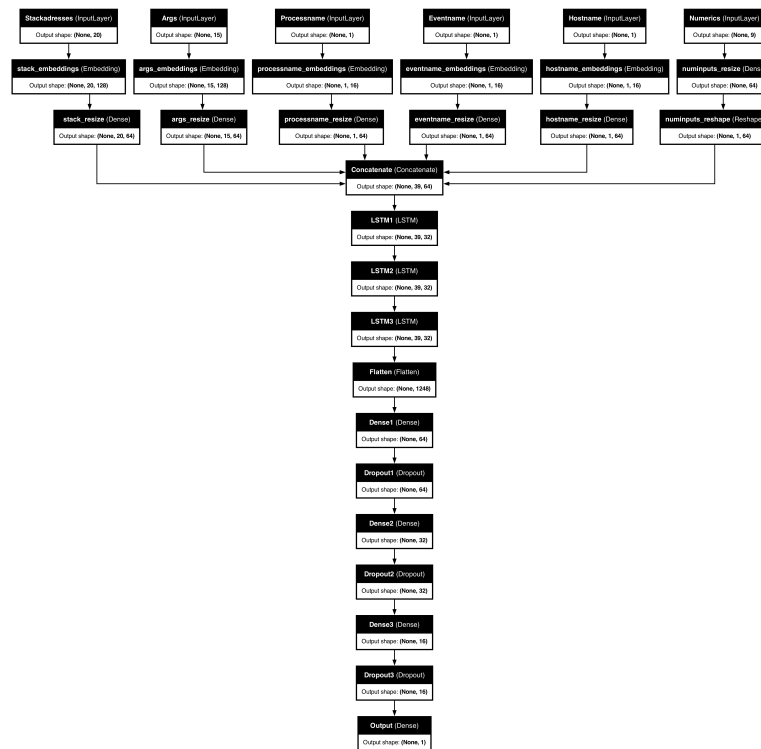 Stackadresses (InputLayer)
Output shape: (None, 20)
Args (InputLayer)
Output shape: (None, 15)
Processname (InputLayer)
Output shape: (None, 1)
Eventname (InputLayer)
Output shape: (None, 1)
Hostname (InputLayer)
Output shape: (None, 1)
Numerics (InputLayer)
Output shape: (None, 9)
stack_embeddings (Embedding)
Output shape: (None, 20, 128)
args_embeddings (Embedding)
Output shape: (None, 15, 128)
processname_embeddings (Embedding)
Output shape: (None, 1, 16)
eventname_embeddings (Embedding)
Output shape: (None, 1, 16)
hostname_embeddings (Embedding)
Output shape: (None, 1, 16)
numinputs_resize (Dens
Output shape: (None, 64)
stack_resize (Dense)
Output shape: (None, 20, 64)
args_resize (Dense)
Output shape: (None, 15, 64)
processname_resize (Dense)
Output shape: (None, 1, 64)
eventname_resize (Dense)
Output shape: (None, 1, 64)
hostname_resize (Dense)
Output shape: (None, 1, 64)
numinputs_reshape (Reshape
Output shape: (None, 1, 64)
Concatenate (Concatenate)
Output shape: (None, 39, 64)
LSTM1 (LSTM)
Output shape: (None, 39, 32)
LSTM2 (LSTM)
Output shape: (None, 39, 32)
LSTM3 (LSTM)
Output shape: (None, 39, 32)
Flatten (Flatten)
Output shape: (None, 1248)
Dense1 (Dense)
Output shape: (None, 64)
Dropout1 (Dropout)
Output shape: (None, 64)
Dense2 (Dense)
Output shape: (None, 32)
Dropout2 (Dropout)
Output shape: (None, 32)
Dense3 (Dense)
Output shape: (None, 16)
Dropout3 (Dropout)
Output shape: (None, 16)
Output (Dense)
Output shape: (None, 1)